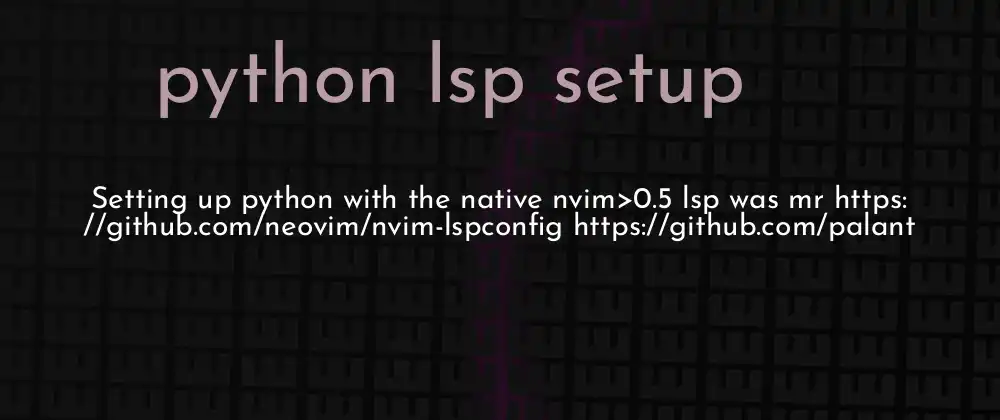 python lsp setup
Setting up python with the native nvim>0.5 lsp was mr https:
//github.com/neovim/nvim-lspconfig https://github.com/palant